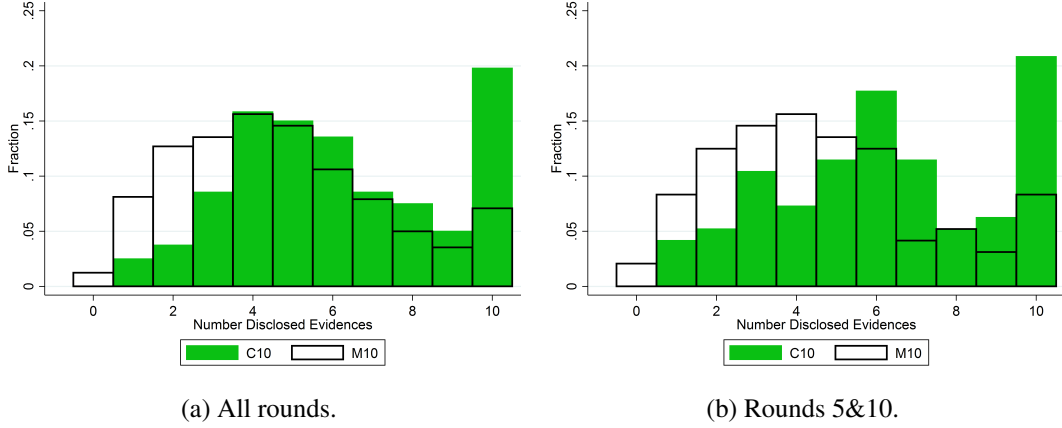 .25
.2
.15
.1
.05
0
Fraction
0 2 4 6 8 10
Number Disclosed Evidences
C10 M10
(a) All rounds.
.25
.2
.15
.1
.05
0
Fraction
0 2 4 6 8 10
Number Disclosed Evidences
C10 M10
(b) Rounds 5&10.